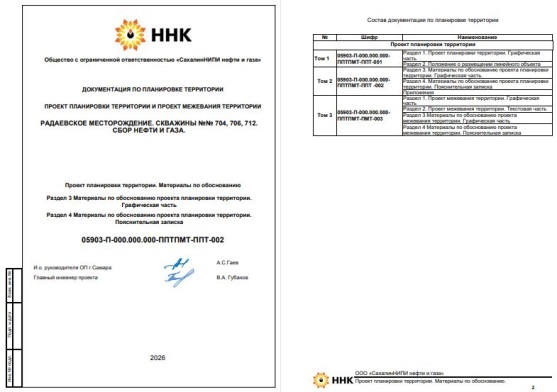 ННК
Общество с ограниченной ответственностью «СахалинНИПИ нефти и газа»
ДОКУМЕНТАЦИЯ ПО ПЛАНИРОВКЕ ТЕРРИТОРИИ
ПРОЕКТ ПЛАНИРОВКИ ТЕРРИТОРИИ И ПРОЕКТ МЕЖЕВАНИЯ ТЕРРИТОРИИ
РАДАЕВСКОЕ МЕСТОРОЖДЕНИЕ. СКВАЖИНЫ №№ 704, 706, 712.
СБОР НЕФТИ И ГАЗА.
Проект планировки территории. Материалы по обоснованию
Раздел 3 Материалы по обоснованию проекта планировки территории.
Графическая часть
Раздел 4 Материалы по обоснованию проекта планировки территории.
Пояснительная записка
05903-П-000.000.000-ППТПМТ-ППТ-002
И.о. руководителя ОП г.Самара
А.С.Гаев
Главный инженер проекта
В.А. Губанов
2026
Взам. инв. №
Подп. и дата
Инв. № подл.
Состав документации по планировке территории
№ Шифр Наименование
Проект планировки территории
Том 1
05903-П-000.000.000-
ППТПМТ-ППТ-001
Раздел 1. Проект планировки территории. Графическая
часть.
Раздел 2. Положение о размещении линейного объекта
Том 2
05903-П-000.000.000-
ППТПМТ-ППТ -002
Раздел 3. Материалы по обоснованию проекта планировки
территории. Графическая часть.
Раздел 4. Материалы по обоснованию проекта планировки
территории. Пояснительная записка
Приложения
Том 3
05903-П-000.000.000-
ППТПМТ-ПМТ-003
Раздел 1. Проект межевания территории. Графическая
часть
Раздел 2. Проект межевания территории. Текстовая часть
Раздел 3 Материалы по обоснованию проекта
межевания территории. Графическая часть
Раздел 4 Материалы по обоснованию проекта
межевания территории. Пояснительная записка
ННК
ООО «СахалинНИПИ нефти и газа»
Проект планировки территории. Материалы по обоснованию.
2